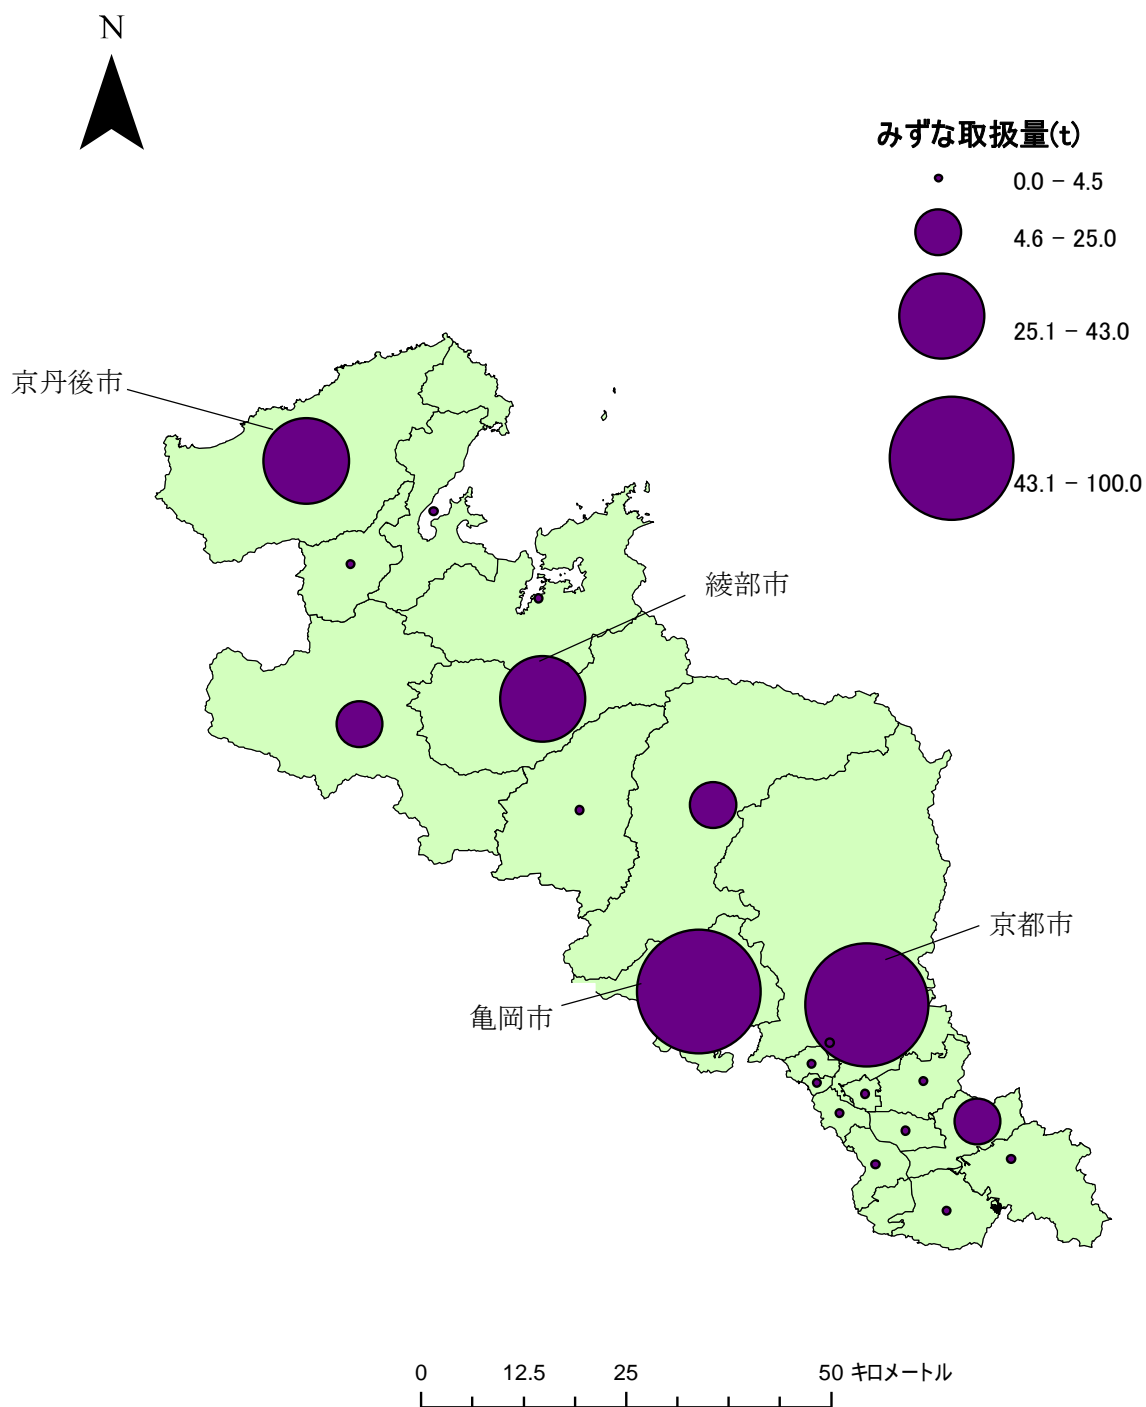 N
みずな取扱量(t)
0.0 – 4.5
4.6 – 25.0
25.1 – 43.0
43.1 – 100.0
京丹後市
綾部市
京都市
亀岡市
0 12.5 25 50 キロメートル